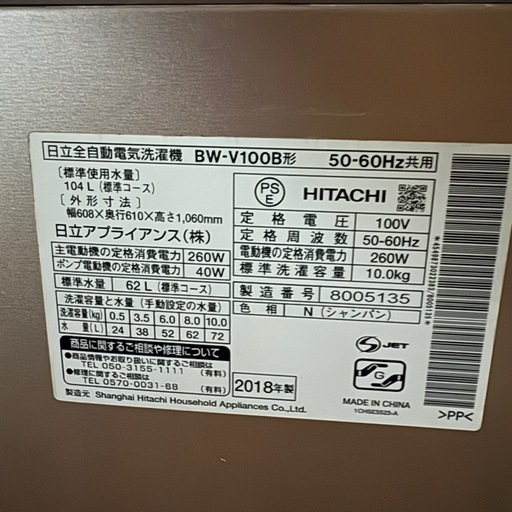 日立全自動電気洗濯機 BW-V100B形 50-60Hz共用
〔標準使用水量〕
104 L（標準コース）
〔外形寸法〕
幅608×奥行610×高さ1,060mm
日立アプライアンス（株）
主電動機の定格消費電力 260W
ポンプ電動機の定格消費電力 40W
標準水量 62 L（標準コース）
洗濯容量と水量（手動設定の水量）
洗濯容量(kg) 0.5 3.5 6.0 8.0 10.0
水量(L) 24 38 52 62 72
商品に関するご相談や修理について
商品情報やお取り扱いに関するご相談
TEL 050-3155-1111 (有料)
修理などに関するご相談
TEL 0570-0031-68 (有料)
製造元 Shanghai Hitachi Household Appliances Co.,Ltd.
PS
E
HITACHI
定格電圧 100V
定格周波数 50-60Hz
電動機の定格消費電力 260W
標準洗濯容量 10.0kg
製造番号 8005135
色相 N（シャンパン）
2018年製
S JET
G
MADE IN CHINA
1CHSE5523-A
>PP<